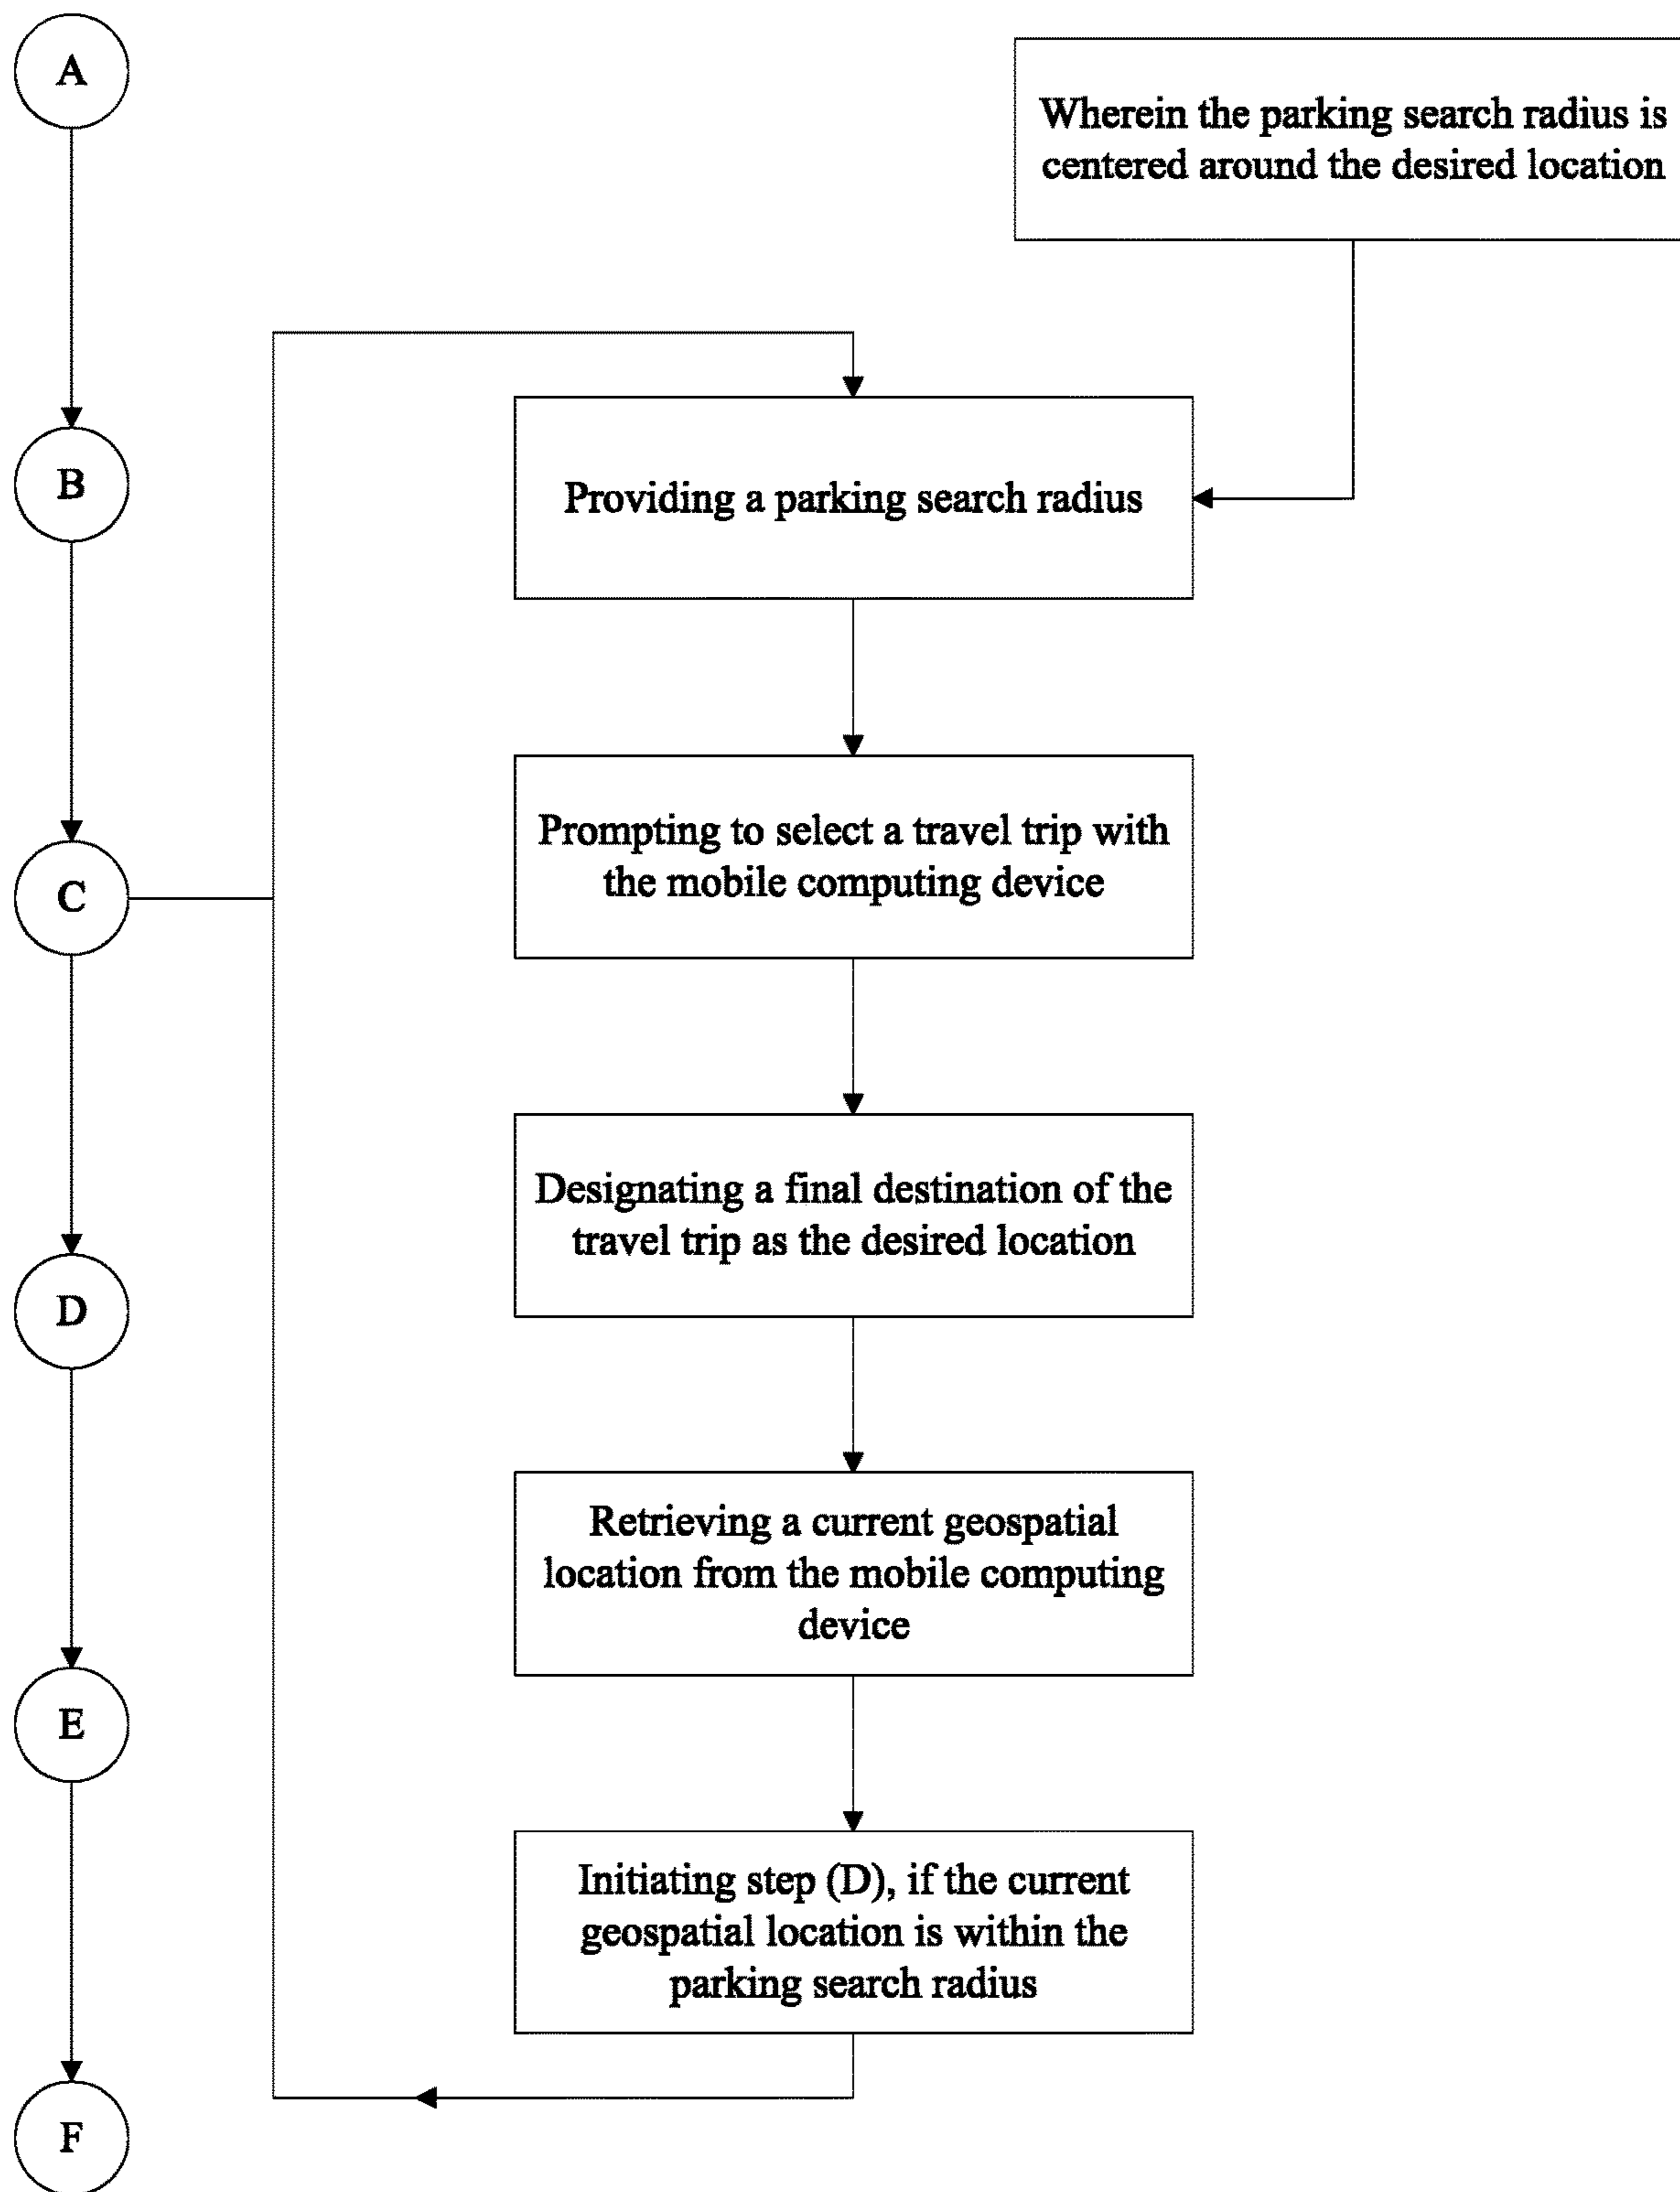 A
Wherein the parking search radius is
centered around the desired location
B
Providing a parking search radius
Prompting to select a travel trip with
the mobile computing device
C
Designating a final destination of the
travel trip as the desired location
D
Retrieving a current geospatial
location from the mobile computing
device
E
Initiating step (D), if the current
geospatial location is within the
parking search radius
F